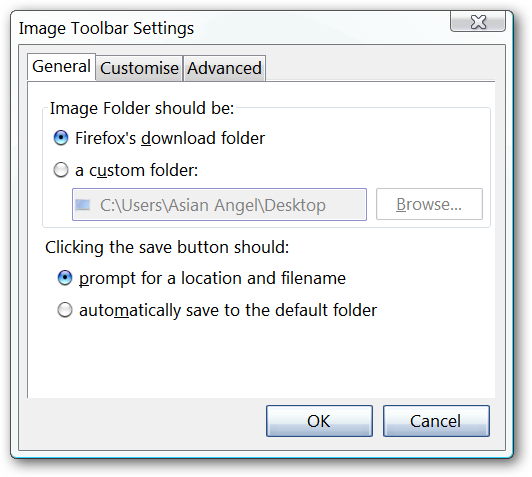 Image Toolbar Settings
General Customise Advanced
Image Folder should be:
Firefox's download folder
a custom folder:
C:\Users\Asian Angel\Desktop Browse...
Clicking the save button should:
prompt for a location and filename
automatically save to the default folder
OK Cancel